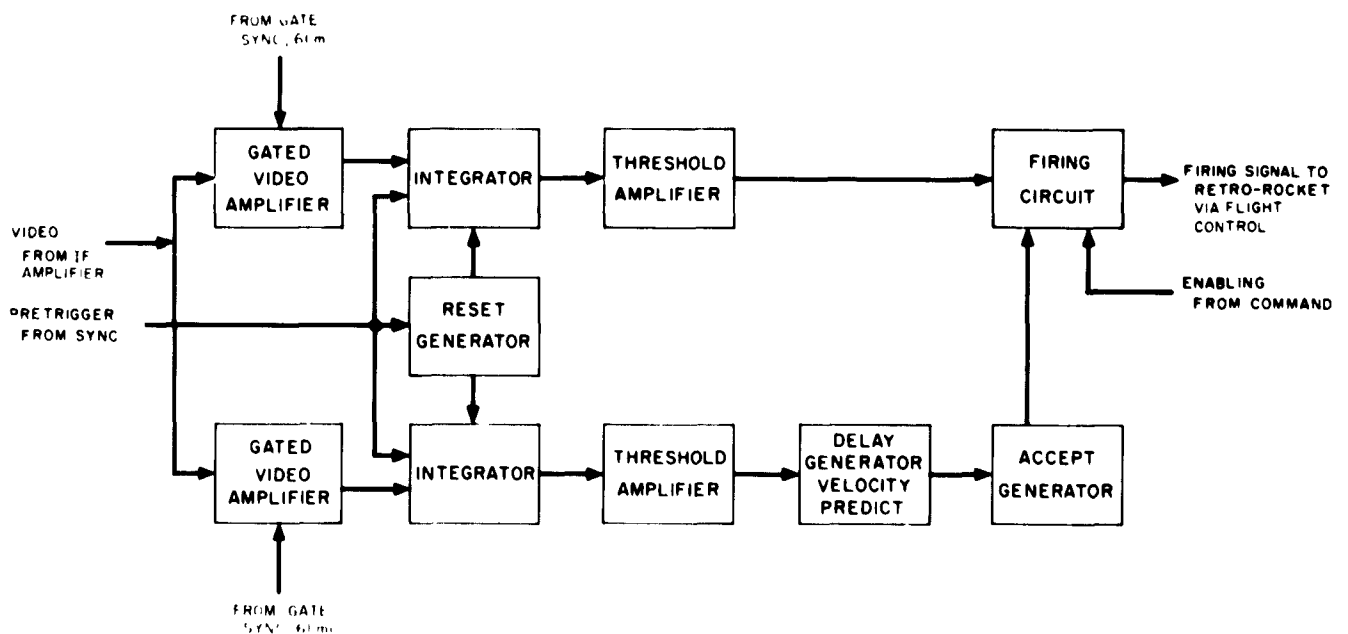 FROM GATE
SYNC,
GATED
VIDEO
AMPLIFIER
INTEGRATOR
THRESHOLD
AMPLIFIER
FIRING
CIRCUIT
FIRING SIGNAL TO
RETRO-ROCKET
VIA FLIGHT
CONTROL
VIDEO
FROM IF
AMPLIFIER
ENABLING
FROM COMMAND
PRETRIGGER
FROM SYNC
RESET
GENERATOR
GATED
VIDEO
AMPLIFIER
INTEGRATOR
THRESHOLD
AMPLIFIER
DELAY
GENERATOR
VELOCITY
PREDICT
ACCEPT
GENERATOR
FROM GATE
SYNC,